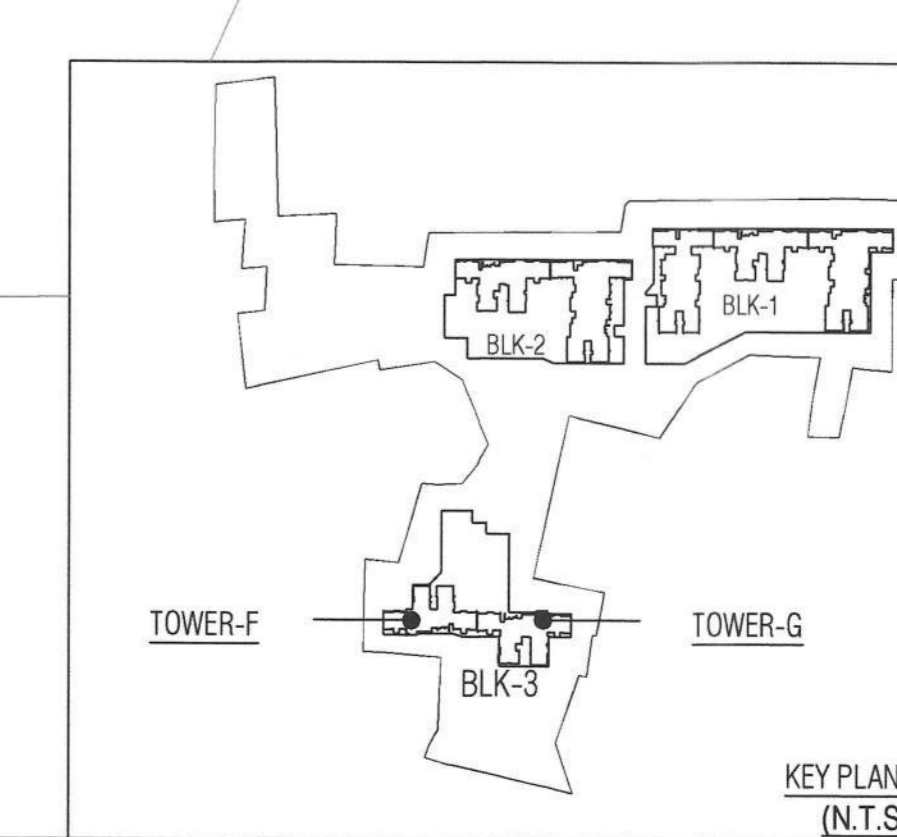 BLK-1
BLK-2
TOWER-F
TOWER-G
BLK-3
KEY PLAN
(N.T.S